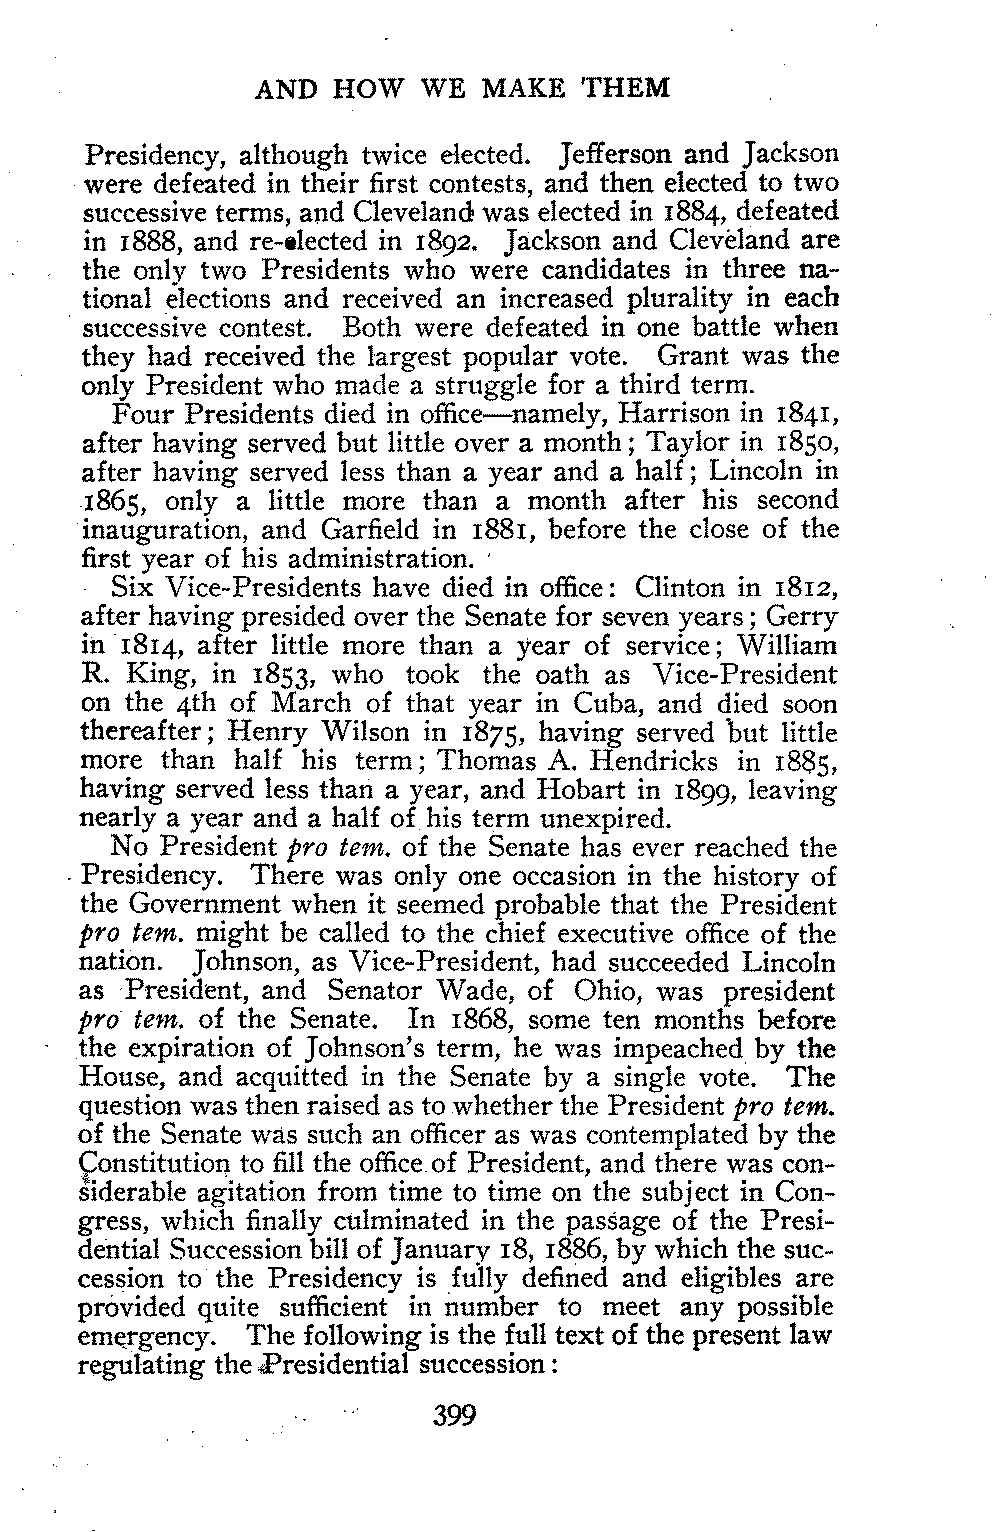 AND HOW WE MAKE THEM
Presidency, although twice elected. Jefferson and Jackson
were defeated in their first contests, and then elected to two
successive terms, and Cleveland was elected in 1884, defeated
in 1888, and re-elected in 1892. Jackson and Cleveland are
the only two Presidents who were candidates in three na-
tional elections and received an increased plurality in each
successive contest. Both were defeated in one battle when
they had received the largest popular vote. Grant was the
only President who made a struggle for a third term.
Four Presidents died in office—namely, Harrison in 1841,
after having served but little over a month; Taylor in 1850,
after having served less than a year and a half; Lincoln in
1865, only a little more than a month after his second
inauguration, and Garfield in 1881, before the close of the
first year of his administration.
Six Vice-Presidents have died in office: Clinton in 1812,
after having presided over the Senate for seven years; Gerry
in 1814, after little more than a year of service; William
R. King, in 1853, who took the oath as Vice-President
on the 4th of March of that year in Cuba, and died soon
thereafter; Henry Wilson in 1875, having served but little
more than half his term; Thomas A. Hendricks in 1885,
having served less than a year, and Hobart in 1899, leaving
nearly a year and a half of his term unexpired.
No President pro tem. of the Senate has ever reached the
Presidency. There was only one occasion in the history of
the Government when it seemed probable that the President
pro tem. might be called to the chief executive office of the
nation. Johnson, as Vice-President, had succeeded Lincoln
as President, and Senator Wade, of Ohio, was president
pro tem. of the Senate. In 1868, some ten months before
the expiration of Johnson's term, he was impeached by the
House, and acquitted in the Senate by a single vote. The
question was then raised as to whether the President pro tem.
of the Senate was such an officer as was contemplated by the
Constitution to fill the office of President, and there was con-
siderable agitation from time to time on the subject in Con-
gress, which finally culminated in the passage of the Presi-
dential Succession bill of January 18, 1886, by which the suc-
cession to the Presidency is fully defined and eligibles are
provided quite sufficient in number to meet any possible
emergency. The following is the full text of the present law
regulating the Presidential succession:
399